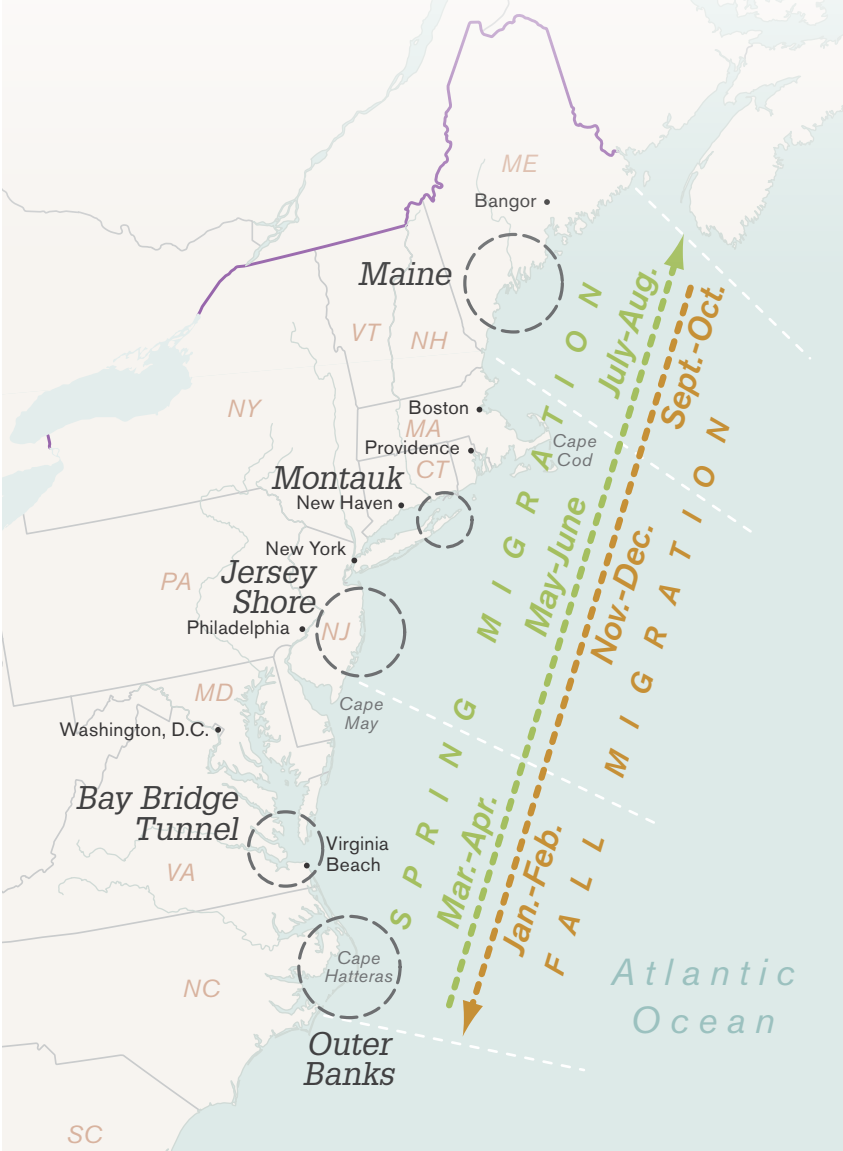 ME
Bangor
Maine
VT
NH
NY
Boston
MA
Providence
CT
Cape
Cod
Montauk
New Haven
New York
Jersey
Shore
PA
NJ
Philadelphia
MD
Cape
May
Washington, D.C.
Bay Bridge
Tunnel
Virginia
Beach
VA
Cape
Hatteras
NC
Outer
Banks
SC
SPRING MIGRATION
Mar.-Apr.
May-June
July-Aug.
Sept.-Oct.
Nov.-Dec.
Jan.-Feb.
FALL MIGRATION
Atlantic
Ocean